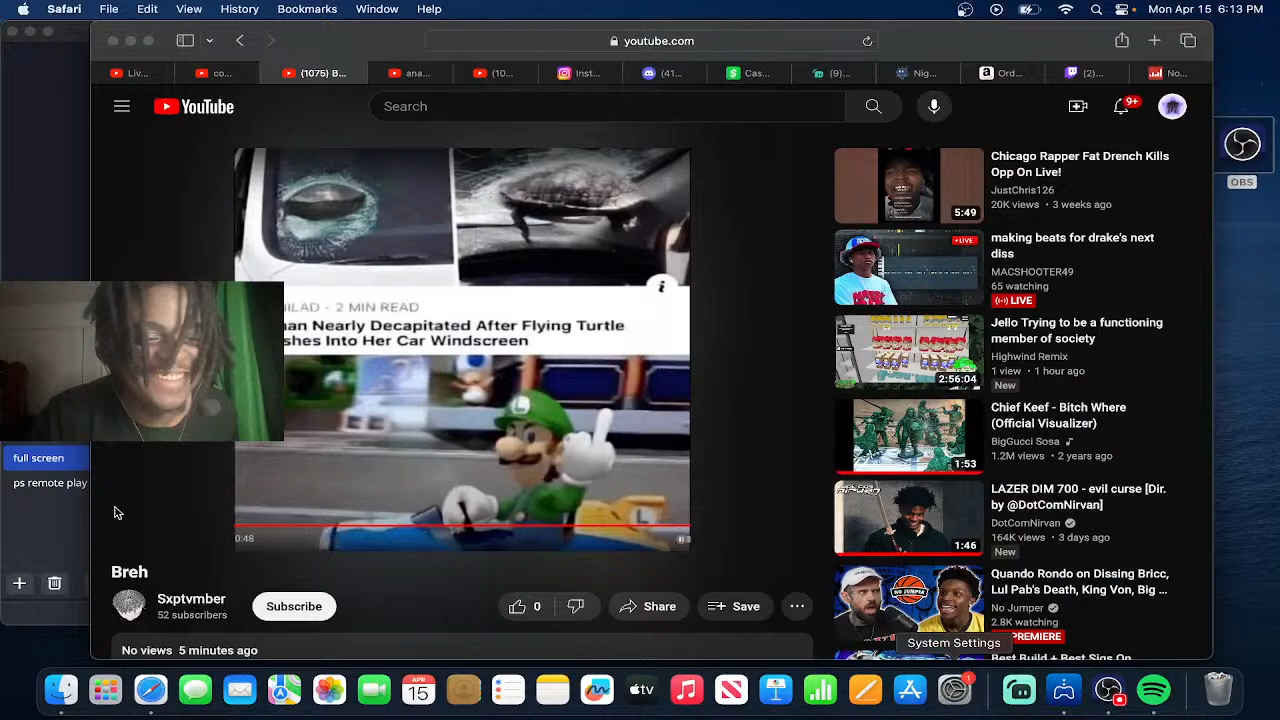 Safari File Edit View History Bookmarks Window Help
Mon Apr 15 6:13 PM
youtube.com
Liv...
co...
(1075) B...
ana...
(10...
Inst...
(41...
Cas...
(9)...
Nig...
Ord...
(2)...
No...
YouTube
Search
9+
OBS
ILAD · 2 MIN READ
an Nearly Decapitated After Flying Turtle
shes Into Her Car Windscreen
i
L
L
0:48
full screen
ps remote play
Breh
Sxptvmber
52 subscribers
Subscribe
0
Share
Save
No views 5 minutes ago
Chicago Rapper Fat Drench Kills
Opp On Live!
JustChris126
20K views • 3 weeks ago
5:49
making beats for drake's next
diss
MACSHOOTER49
65 watching
LIVE
LIVE
Jello Trying to be a functioning
member of society
Highwind Remix
1 view • 1 hour ago
New
2:56:04
Chief Keef - Bitch Where
(Official Visualizer)
BigGucci Sosa
1.2M views • 2 years ago
1:53
LAZER DIM 700 - evil curse [Dir.
by @DotComNirvan]
DotComNirvan
164K views • 3 days ago
New
1:46
Quando Rondo on Dissing Bricc,
Lul Pab's Death, King Von, Big ...
No Jumper
2.8K watching
PREMIERE
NO JUMPER
System Settings
Best Build + Best Sigs On
APR
15
tv
1